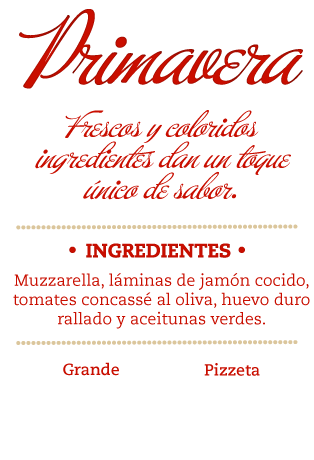 Primavera
Frescos y coloridos
ingredientes dan un toque
único de sabor.
• INGREDIENTES •
Muzzarella, láminas de jamón cocido,
tomates concassé al oliva, huevo duro
rallado y aceitunas verdes.
Grande Pizzeta